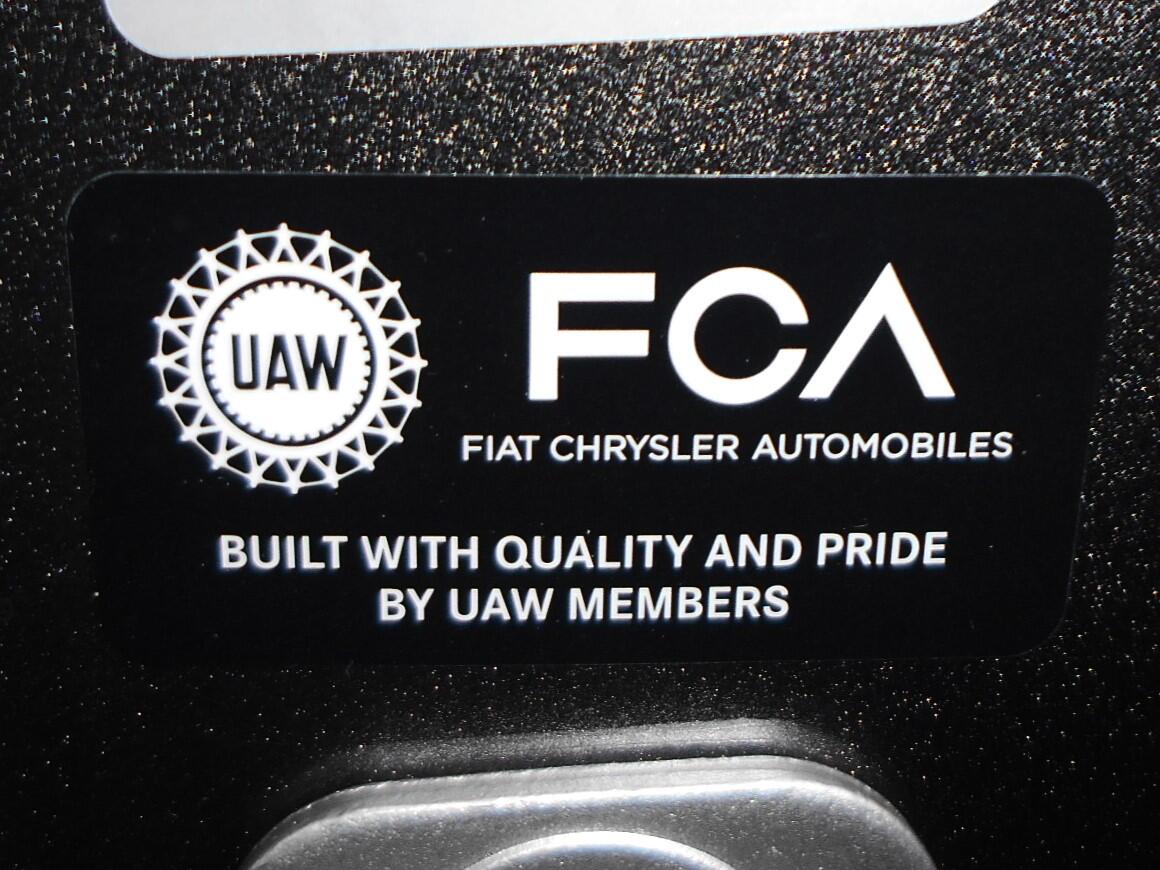 UAW
FCA
FIAT CHRYSLER AUTOMOBILES
BUILT WITH QUALITY AND PRIDE
BY UAW MEMBERS